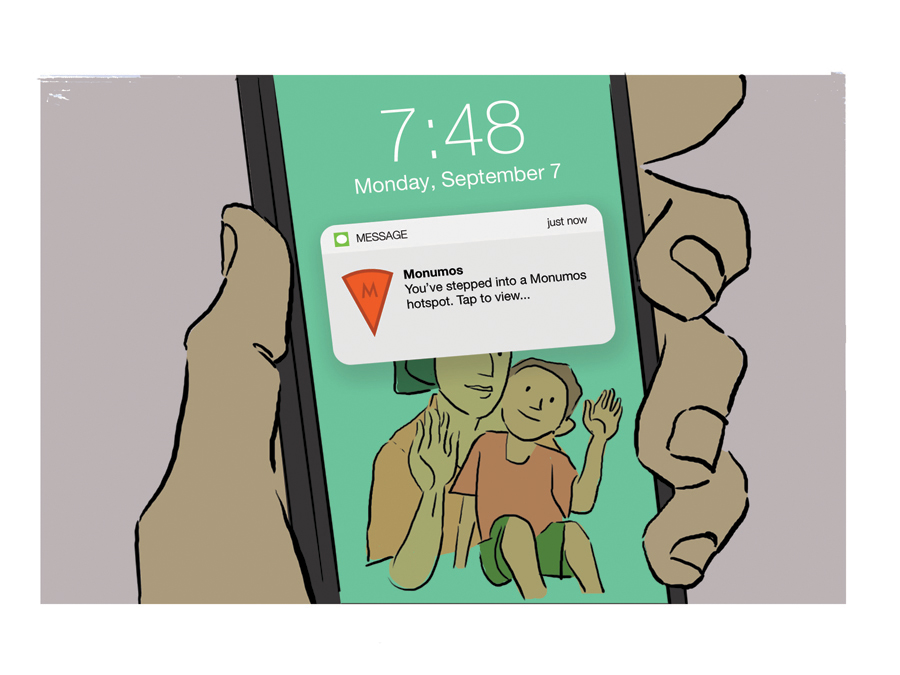 7:48
Monday, September 7
MESSAGE
just now
M
Monumos
You've stepped into a Monumos
hotspot. Tap to view...